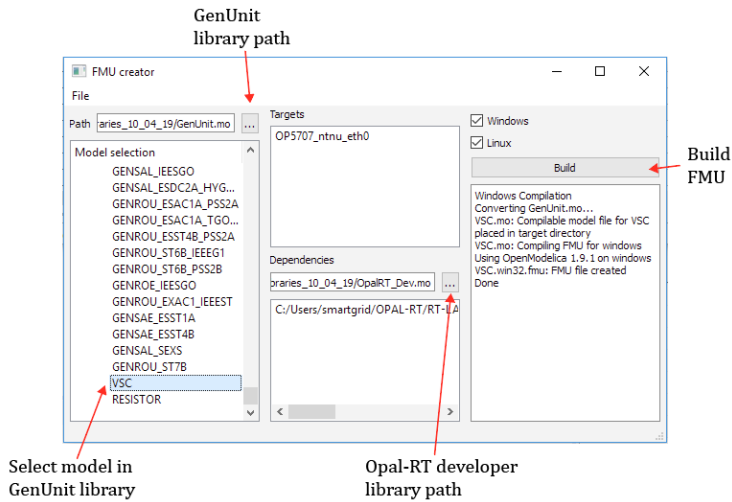 GenUnit
library path
FMU creator
File
Path raries_10_04_19/GenUnit.mo ...
Model selection
GENSAL_IEESGO
GENSAL_ESDC2A_HYG...
GENROU_ESAC1A_PSS2A
GENROU_ESAC1A_TGO...
GENROU_ESST4B_PSS2A
GENROU_ST6B_IEEEG1
GENROU_ST6B_PSS2B
GENROE_IEESGO
GENROU_EXAC1_IEEEST
GENSAE_ESST1A
GENSAE_ESST4B
GENSAL_SEXS
GENROU_ST7B
VSC
RESISTOR
Targets
OP5707_ntnu_eth0
Dependencies
oraries_10_04_19/OpalRT_Dev.mo ...
C:/Users/smartgrid/OPAL-RT/RT-LA
Windows
Linux
Build
Windows Compilation
Converting GenUnit.mo...
VSC.mo: Compilable model file for VSC
placed in target directory
VSC.mo: Compiling FMU for windows
Using OpenModelica 1.9.1 on windows
VSC.win32.fmu: FMU file created
Done
Build
FMU
Select model in
GenUnit library
Opal-RT developer
library path